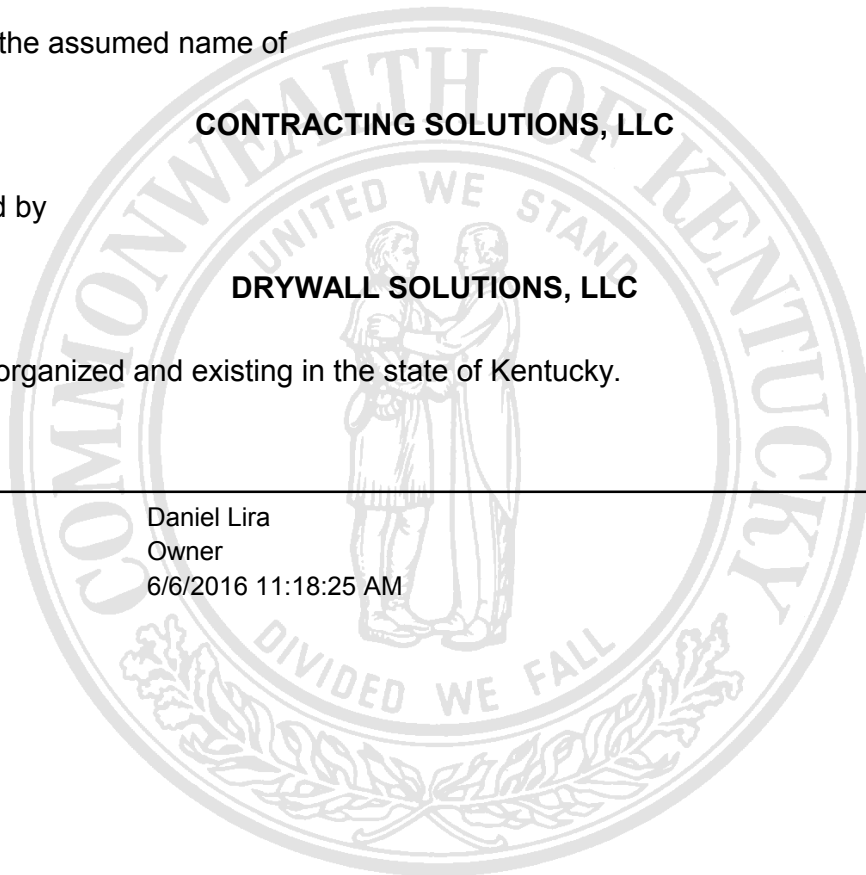 the assumed name of
CONTRACTING SOLUTIONS, LLC
d by
DRYWALL SOLUTIONS, LLC
organized and existing in the state of Kentucky.
Daniel Lira
Owner
6/6/2016 11:18:25 AM
COMMONWEALTH OF KENTUCKY
UNITED WE STAND
DIVIDED WE FALL